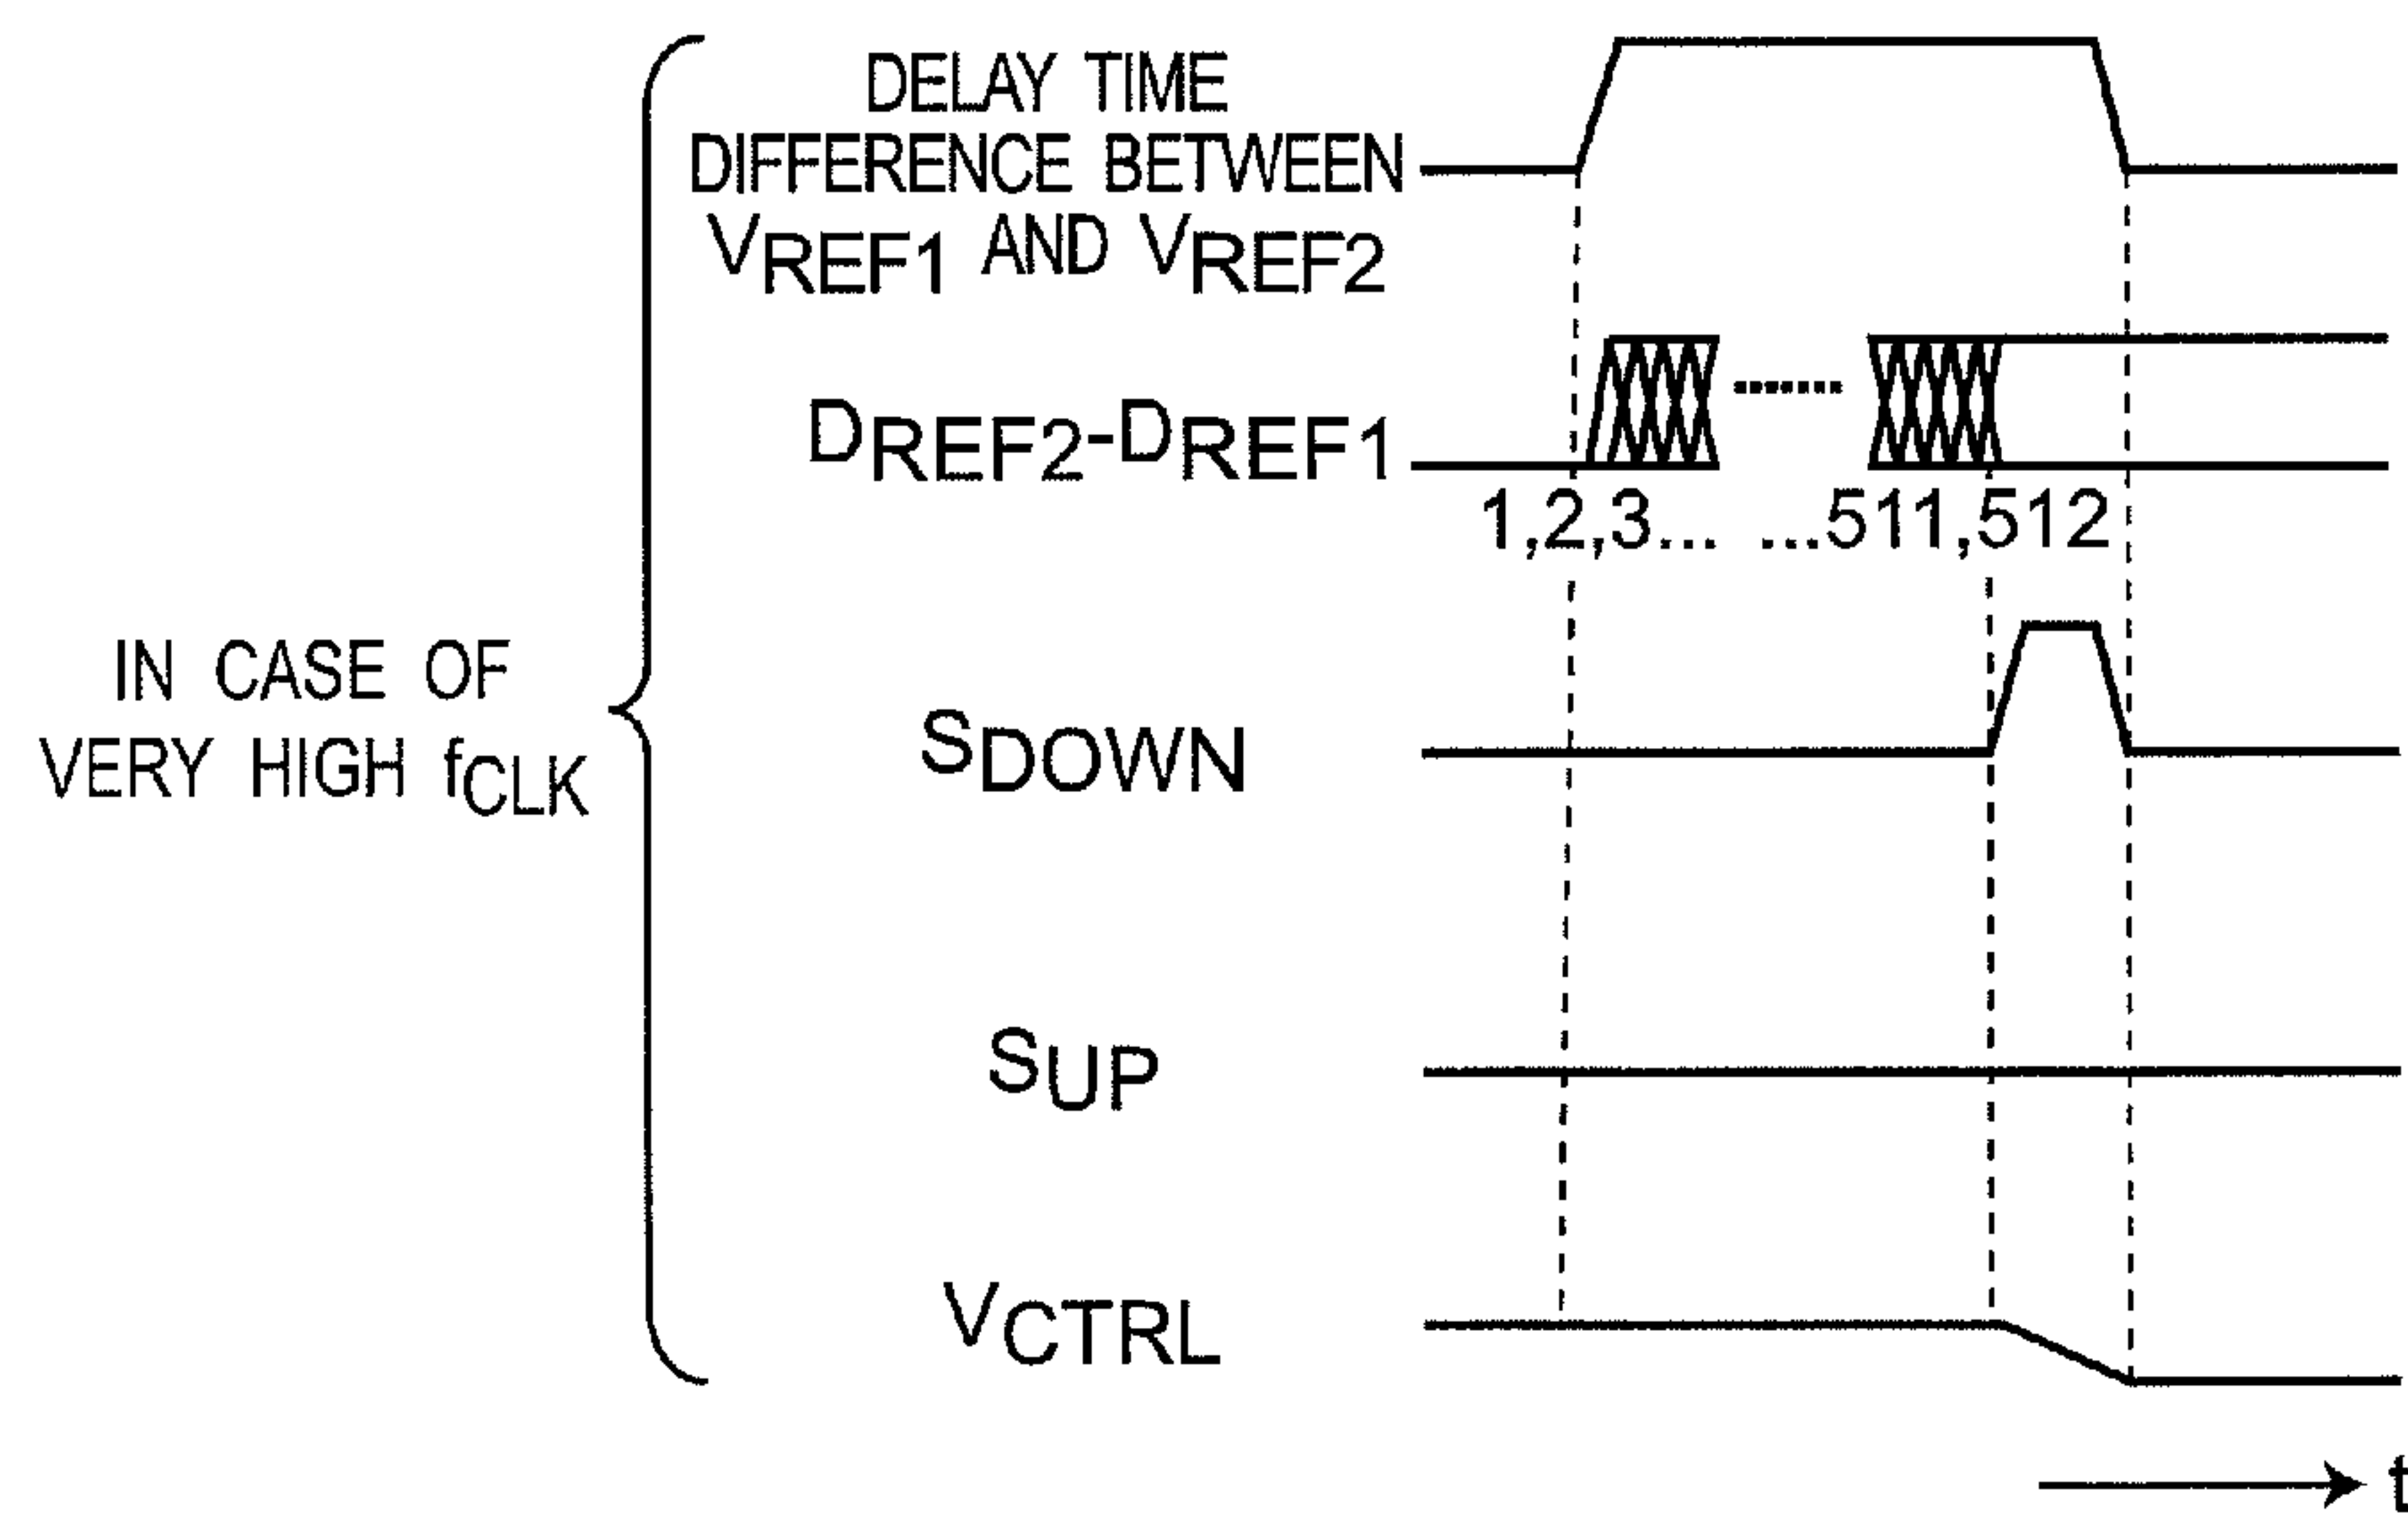 DELAY TIME
DIFFERENCE BETWEEN
VREF1 AND VREF2
DREF2-DREF1
1,2,3... ...511,512
IN CASE OF
VERY HIGH fCLK
SDOWN
SUP
VCTRL
t